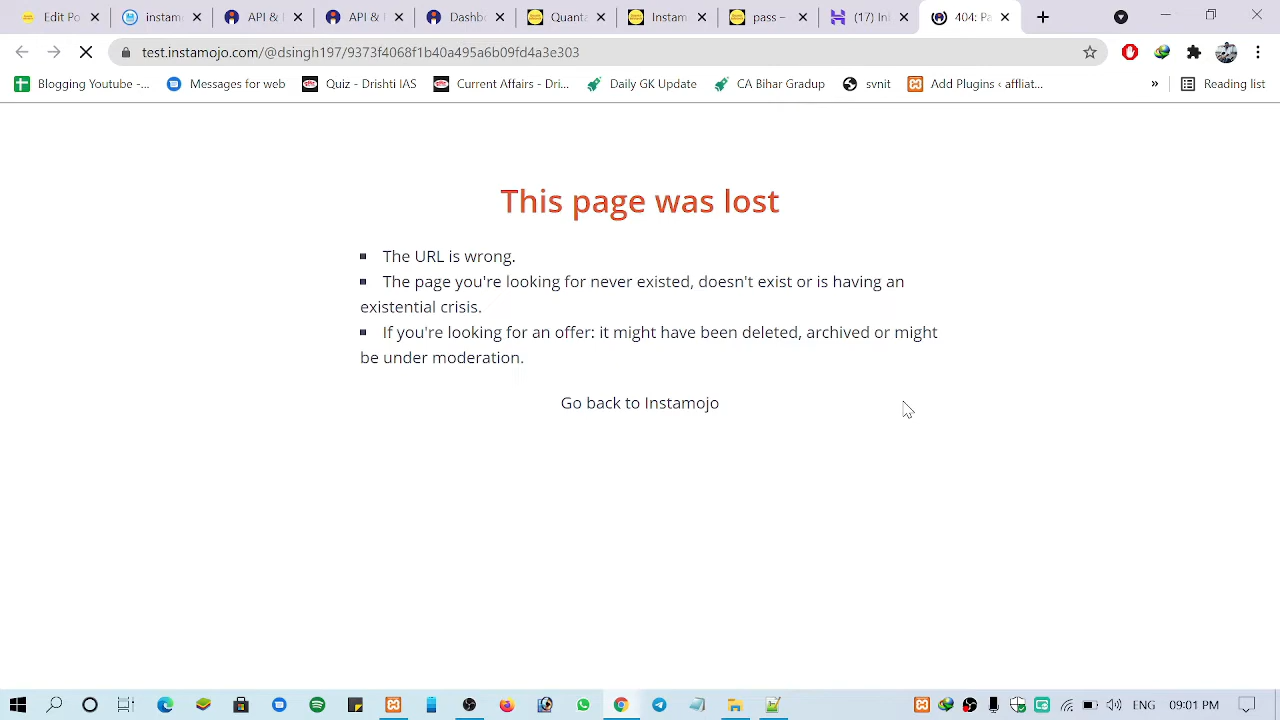 Edit Po
instam
API & I
API & I
Dashb
Quant
Instam
pass –
(17) In
404: Pa
test.instamojo.com/@dsingh197/9373f4068f1b40a495a6b09fd4a3e303
Blogging Youtube -...
Messages for web
Quiz - Drishti IAS
Current Affairs - Dri...
Daily GK Update
CA Bihar Gradup
svnit
Add Plugins ‹ affliat...
»
Reading list
This page was lost
The URL is wrong.
The page you're looking for never existed, doesn't exist or is having an
existential crisis.
If you're looking for an offer: it might have been deleted, archived or might
be under moderation.
Go back to Instamojo
ENG
09:01 PM